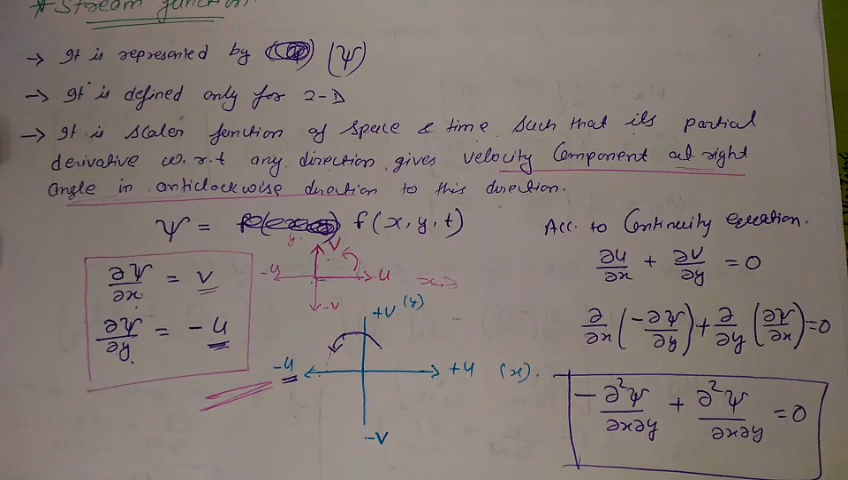 * Stream function
→ It is represented by (ψ)
→ It is defined only for 2-D
→ It is scaler function of space & time such that its partial
derivative w.r.t any direction gives velocity component at right
angle in anticlockwise direction to this direction.
ψ = f(x, y, t)
∂ψ/∂x = v
∂ψ/∂y = -u
y
v
-u
u
x
-v
+v (y)
-u
+u (x).
-v
Acc. to Continuity equation.
∂u/∂x + ∂v/∂y = 0
∂/∂x (-∂ψ/∂y) + ∂/∂y (∂ψ/∂x) = 0
-∂²ψ/∂x∂y + ∂²ψ/∂x∂y = 0